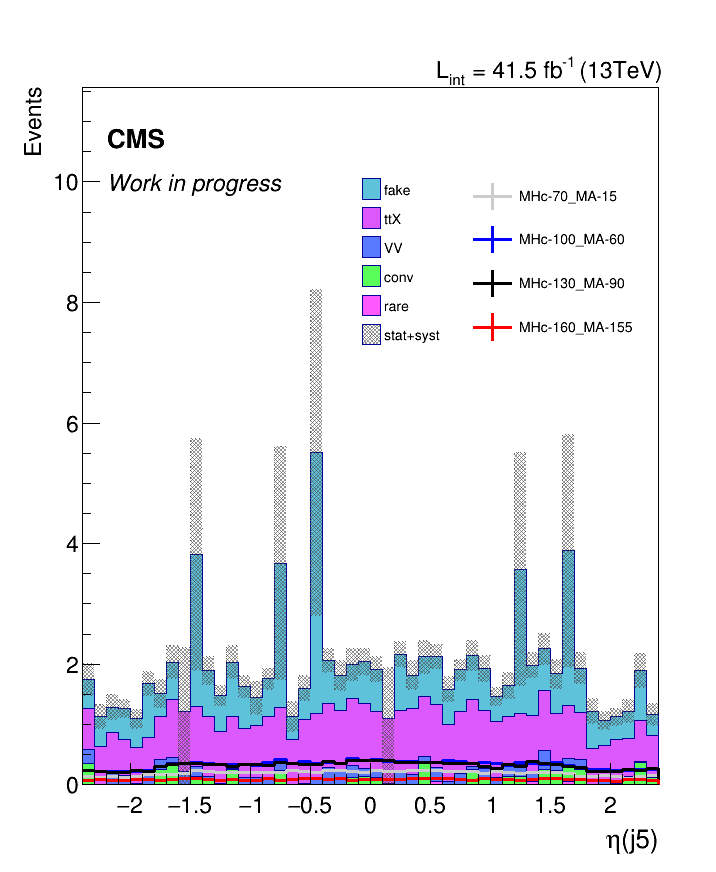 L_int = 41.5 fb^-1 (13TeV)
Events
CMS
Work in progress
fake
ttX
VV
conv
rare
stat+syst
MHc-70_MA-15
MHc-100_MA-60
MHc-130_MA-90
MHc-160_MA-155
10
8
6
4
2
0
−2 −1.5 −1 −0.5 0 0.5 1 1.5 2
η(j5)